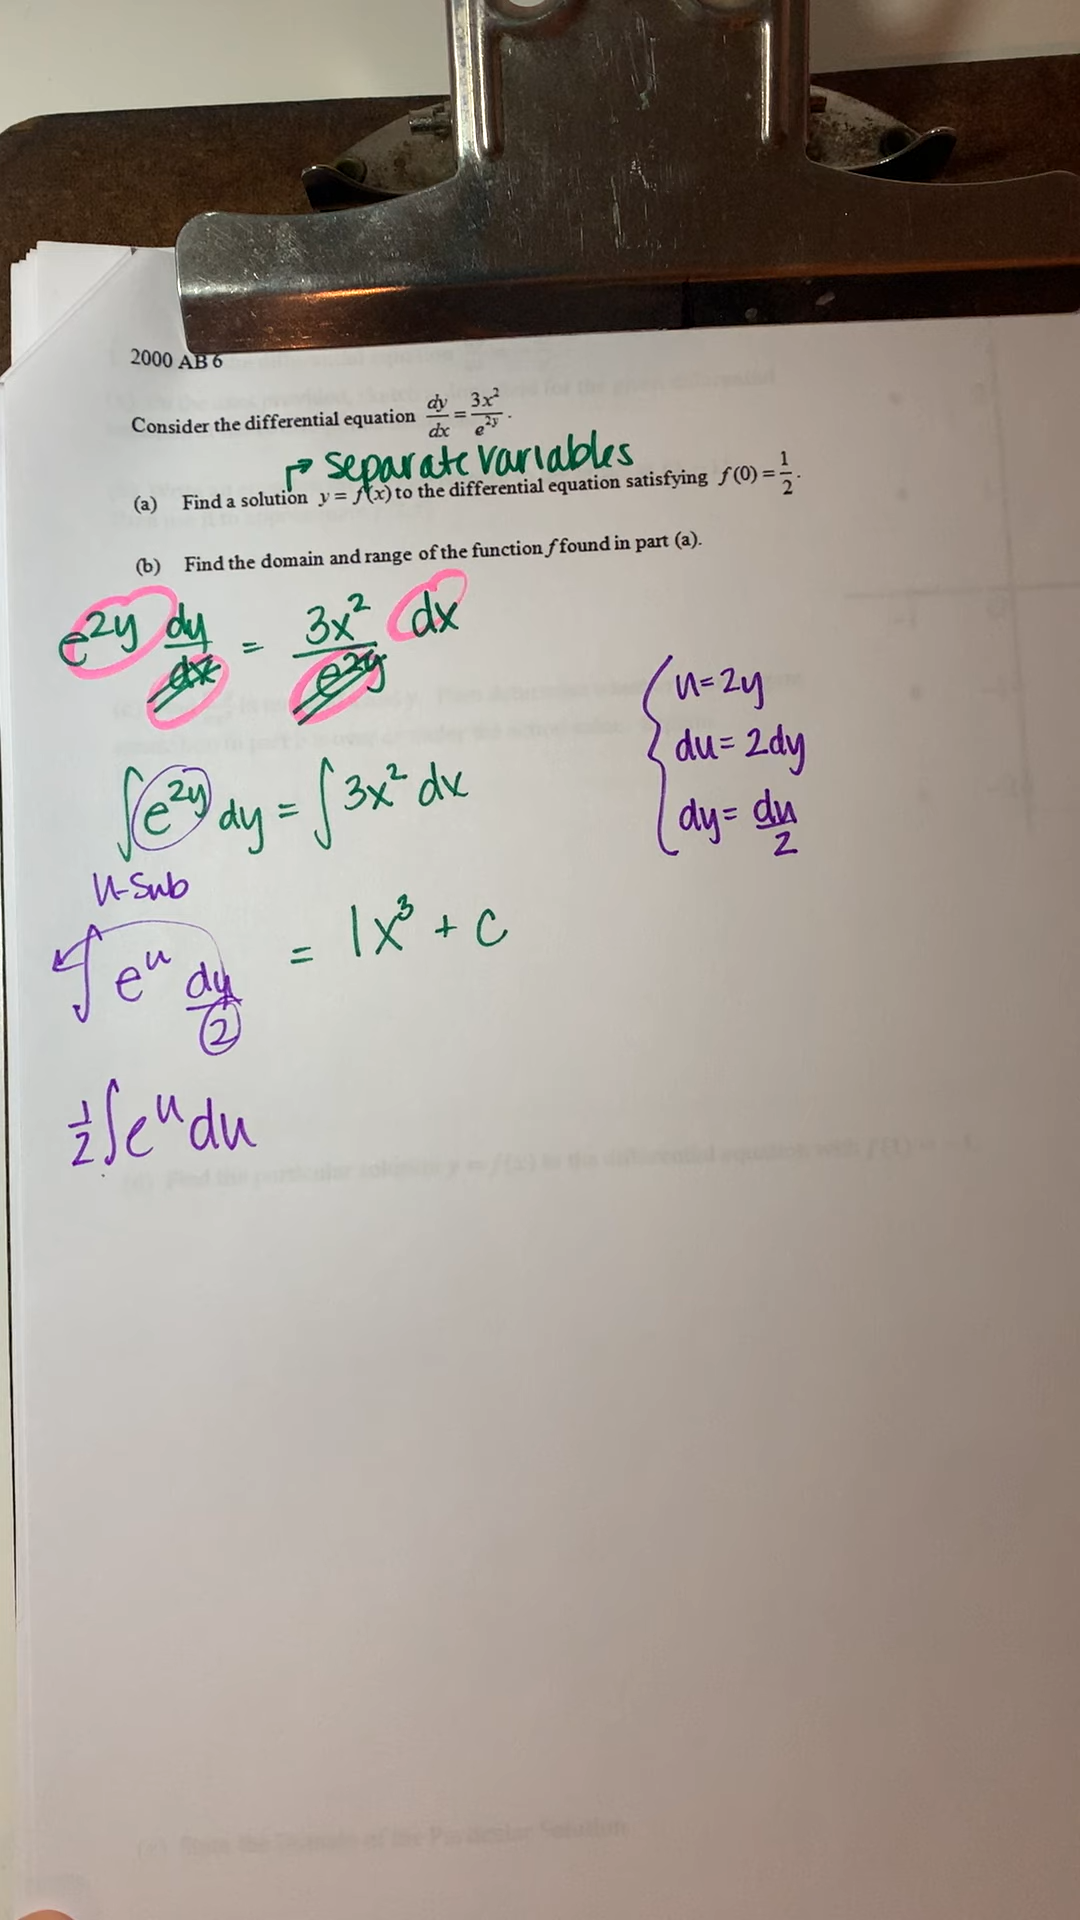 2000 AB 6
Consider the differential equation dy/dx = 3x²/e^(2y).
↱ separate variables
(a) Find a solution y = f(x) to the differential equation satisfying f(0) = 1/2.
(b) Find the domain and range of the function f found in part (a).
e^(2y) dy/dx = 3x²/e^(2y) dx
u = 2y
∫ e^(2y) dy = ∫ 3x² dx
du = 2dy
dy = du/2
u-sub
∫ e^u du/2 = 1x³ + C
1/2 ∫ e^u du